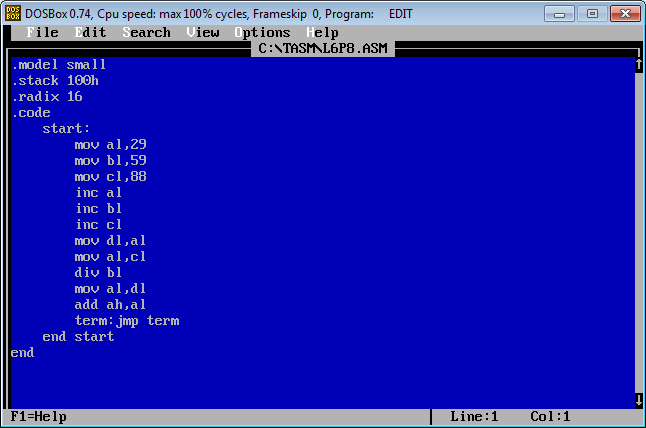 DOS BOX DOSBox 0.74, Cpu speed: max 100% cycles, Frameskip 0, Program: EDIT
File Edit Search View Options Help
C:\TASM\L6P8.ASM
.model small
.stack 100h
.radix 16
.code
start:
mov al,29
mov bl,59
mov cl,88
inc al
inc bl
inc cl
mov dl,al
mov al,cl
div bl
mov al,dl
add ah,al
term:jmp term
end start
end
F1=Help Line:1 Col:1